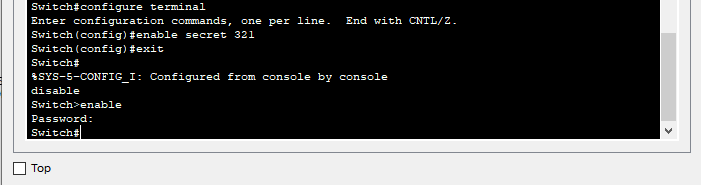 Switch#configure terminal
Enter configuration commands, one per line.  End with CNTL/Z.
Switch(config)#enable secret 321
Switch(config)#exit
Switch#
%SYS-5-CONFIG_I: Configured from console by console
disable
Switch>enable
Password:
Switch#
Top